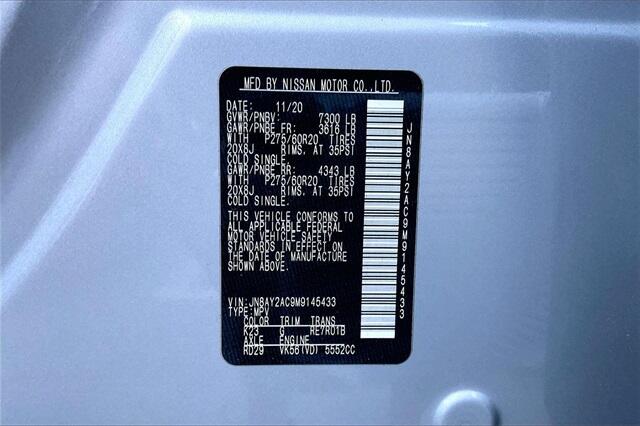 MFD BY NISSAN MOTOR CO.,LTD.
DATE: 11/20
GVWR/PNBV: 7300 LB
GAWR/PNBE FR: 3616 LB
WITH P275/60R20 TIRES
20X8J RIMS. AT 35PSI
COLD SINGLE.
GAWR/PNBE RR: 4343 LB
WITH P275/60R20 TIRES
20X8J RIMS. AT 35PSI
COLD SINGLE.
THIS VEHICLE CONFORMS TO
ALL APPLICABLE FEDERAL
MOTOR VEHICLE SAFETY
STANDARDS IN EFFECT ON
THE DATE OF MANUFACTURE
SHOWN ABOVE.
VIN:JN8AY2AC9M9145433
TYPE:MPV
COLOR TRIM TRANS
K23 G RE7R01B
AXLE ENGINE
RD29 VK56(VD) 5552CC
JN8AY2AC9M9145433